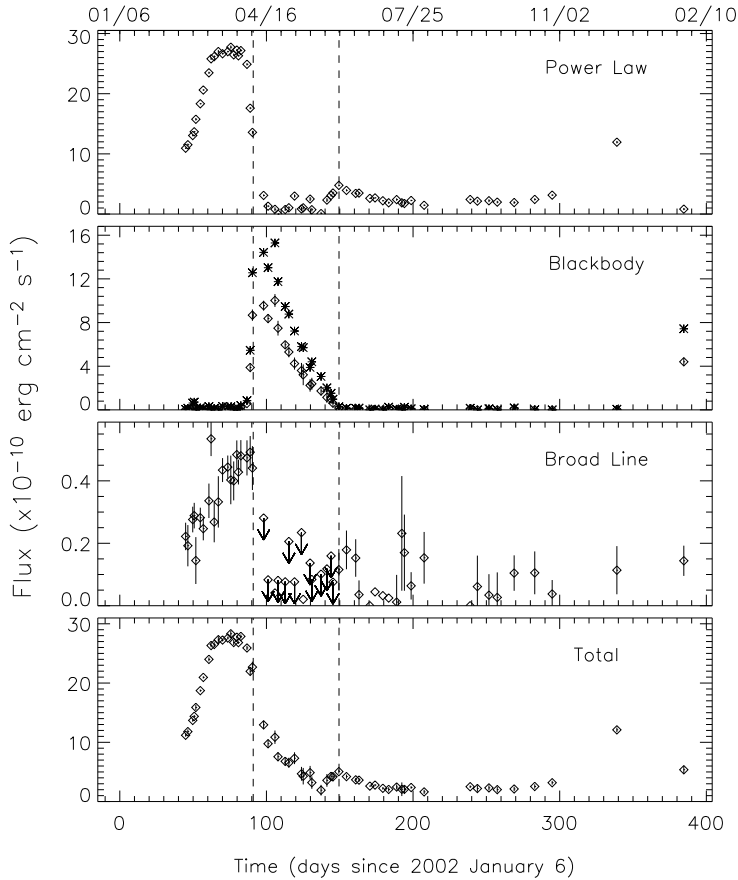 01/06 04/16 07/25 11/02 02/10
30
Power Law
20
10
0
16
Blackbody
12
8
4
0
Broad Line
0.4
0.2
0.0
30
Total
20
10
0
0 100 200 300 400
Time (days since 2002 January 6)
Flux (x10⁻¹⁰ erg cm⁻² s⁻¹)